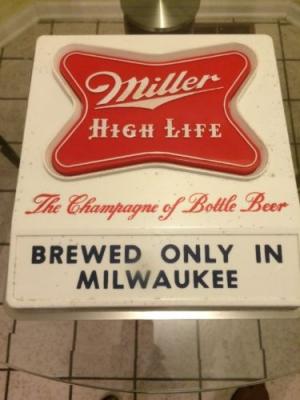 Miller
HIGH LIFE
The Champagne of Bottle Beer
BREWED ONLY IN
MILWAUKEE